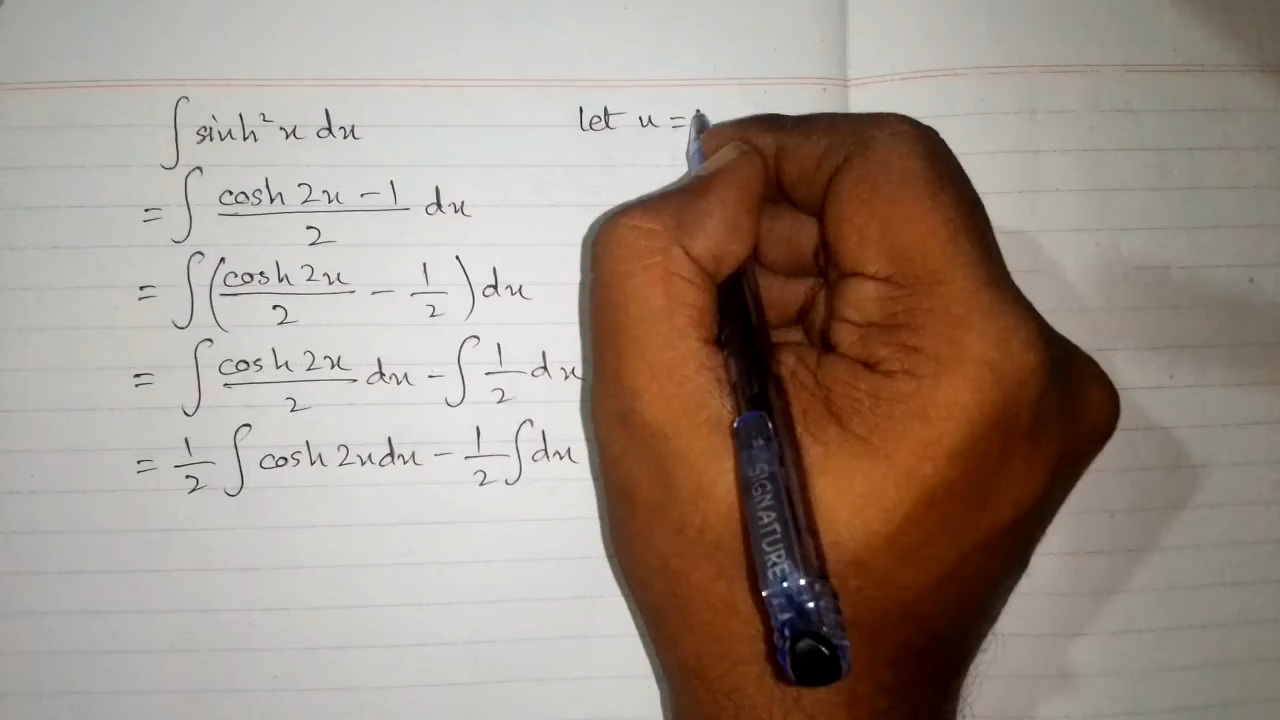 ∫ sinh² x dx
= ∫ (cosh 2x − 1)/2 dx
= ∫ (cosh 2x/2 − 1/2) dx
= ∫ cosh 2x/2 dx − ∫ 1/2 dx
= 1/2 ∫ cosh 2x dx − 1/2 ∫ dx
let u =
SIGNATURE